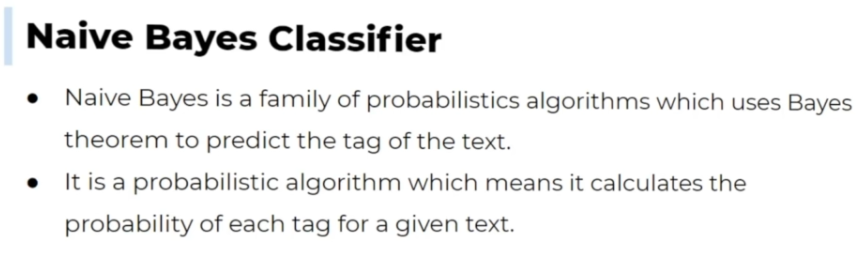 Naive Bayes Classifier
● Naive Bayes is a family of probabilistics algorithms which uses Bayes
theorem to predict the tag of the text.
● It is a probabilistic algorithm which means it calculates the
probability of each tag for a given text.